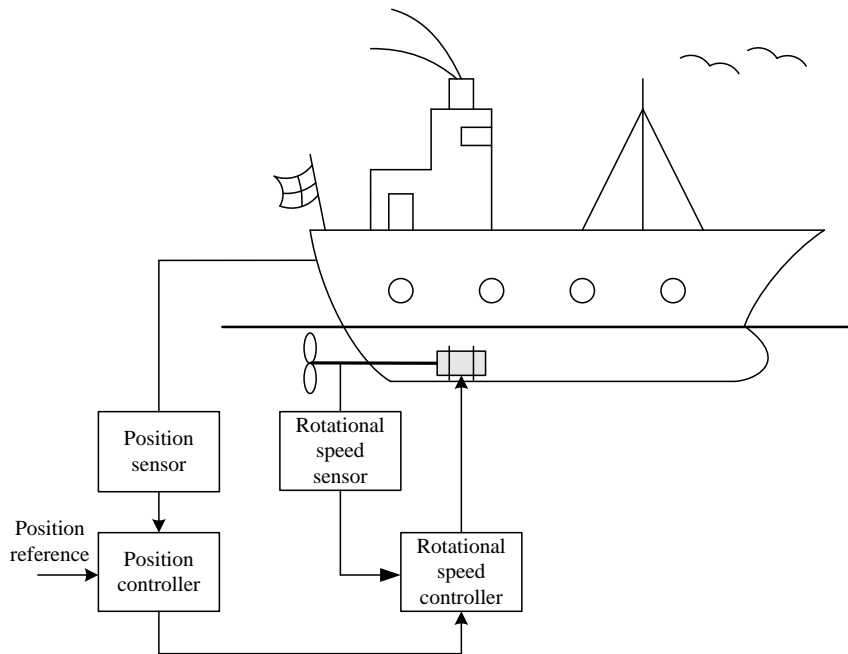 Position
sensor
Rotational
speed
sensor
Position
reference
Position
controller
Rotational
speed
controller